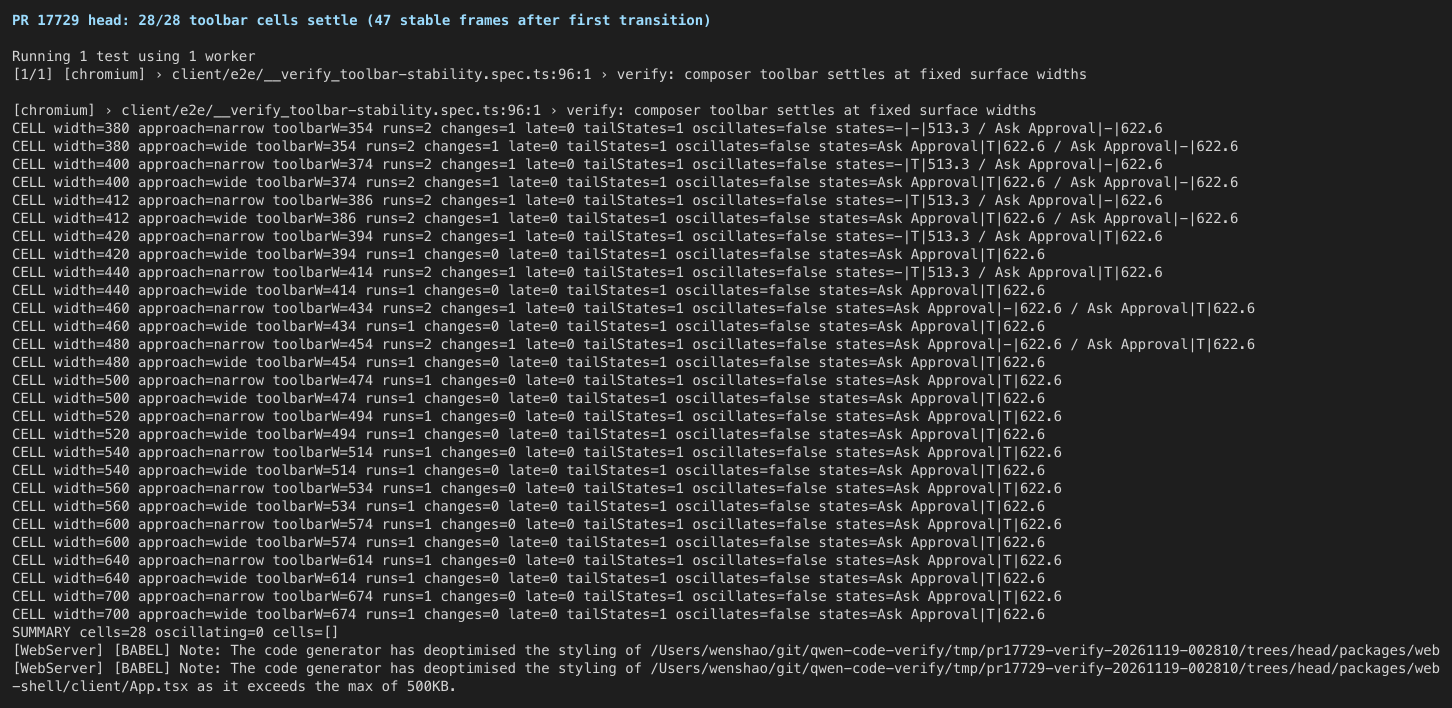 PR 17729 head: 28/28 toolbar cells settle (47 stable frames after first transition)
Running 1 test using 1 worker
[1/1] [chromium] › client/e2e/__verify_toolbar-stability.spec.ts:96:1 › verify: composer toolbar settles at fixed surface widths
[chromium] › client/e2e/__verify_toolbar-stability.spec.ts:96:1 › verify: composer toolbar settles at fixed surface widths
CELL width=380 approach=narrow toolbarW=354 runs=2 changes=1 late=0 tailStates=1 oscillates=false states=–|–|513.3 / Ask Approval|–|622.6
CELL width=380 approach=wide toolbarW=354 runs=2 changes=1 late=0 tailStates=1 oscillates=false states=Ask Approval|T|622.6 / Ask Approval|–|622.6
CELL width=400 approach=narrow toolbarW=374 runs=2 changes=1 late=0 tailStates=1 oscillates=false states=–|T|513.3 / Ask Approval|–|622.6
CELL width=400 approach=wide toolbarW=374 runs=2 changes=1 late=0 tailStates=1 oscillates=false states=Ask Approval|T|622.6 / Ask Approval|–|622.6
CELL width=412 approach=narrow toolbarW=386 runs=2 changes=1 late=0 tailStates=1 oscillates=false states=–|T|513.3 / Ask Approval|–|622.6
CELL width=412 approach=wide toolbarW=386 runs=2 changes=1 late=0 tailStates=1 oscillates=false states=Ask Approval|T|622.6 / Ask Approval|–|622.6
CELL width=420 approach=narrow toolbarW=394 runs=2 changes=1 late=0 tailStates=1 oscillates=false states=–|T|513.3 / Ask Approval|T|622.6
CELL width=420 approach=wide toolbarW=394 runs=1 changes=0 late=0 tailStates=1 oscillates=false states=Ask Approval|T|622.6
CELL width=440 approach=narrow toolbarW=414 runs=2 changes=1 late=0 tailStates=1 oscillates=false states=–|T|513.3 / Ask Approval|T|622.6
CELL width=440 approach=wide toolbarW=414 runs=1 changes=0 late=0 tailStates=1 oscillates=false states=Ask Approval|T|622.6
CELL width=460 approach=narrow toolbarW=434 runs=2 changes=1 late=0 tailStates=1 oscillates=false states=Ask Approval|–|622.6 / Ask Approval|T|622.6
CELL width=460 approach=wide toolbarW=434 runs=1 changes=0 late=0 tailStates=1 oscillates=false states=Ask Approval|T|622.6
CELL width=480 approach=narrow toolbarW=454 runs=2 changes=1 late=0 tailStates=1 oscillates=false states=Ask Approval|–|622.6 / Ask Approval|T|622.6
CELL width=480 approach=wide toolbarW=454 runs=1 changes=0 late=0 tailStates=1 oscillates=false states=Ask Approval|T|622.6
CELL width=500 approach=narrow toolbarW=474 runs=1 changes=0 late=0 tailStates=1 oscillates=false states=Ask Approval|T|622.6
CELL width=500 approach=wide toolbarW=474 runs=1 changes=0 late=0 tailStates=1 oscillates=false states=Ask Approval|T|622.6
CELL width=520 approach=narrow toolbarW=494 runs=1 changes=0 late=0 tailStates=1 oscillates=false states=Ask Approval|T|622.6
CELL width=520 approach=wide toolbarW=494 runs=1 changes=0 late=0 tailStates=1 oscillates=false states=Ask Approval|T|622.6
CELL width=540 approach=narrow toolbarW=514 runs=1 changes=0 late=0 tailStates=1 oscillates=false states=Ask Approval|T|622.6
CELL width=540 approach=wide toolbarW=514 runs=1 changes=0 late=0 tailStates=1 oscillates=false states=Ask Approval|T|622.6
CELL width=560 approach=narrow toolbarW=534 runs=1 changes=0 late=0 tailStates=1 oscillates=false states=Ask Approval|T|622.6
CELL width=560 approach=wide toolbarW=534 runs=1 changes=0 late=0 tailStates=1 oscillates=false states=Ask Approval|T|622.6
CELL width=600 approach=narrow toolbarW=574 runs=1 changes=0 late=0 tailStates=1 oscillates=false states=Ask Approval|T|622.6
CELL width=600 approach=wide toolbarW=574 runs=1 changes=0 late=0 tailStates=1 oscillates=false states=Ask Approval|T|622.6
CELL width=640 approach=narrow toolbarW=614 runs=1 changes=0 late=0 tailStates=1 oscillates=false states=Ask Approval|T|622.6
CELL width=640 approach=wide toolbarW=614 runs=1 changes=0 late=0 tailStates=1 oscillates=false states=Ask Approval|T|622.6
CELL width=700 approach=narrow toolbarW=674 runs=1 changes=0 late=0 tailStates=1 oscillates=false states=Ask Approval|T|622.6
CELL width=700 approach=wide toolbarW=674 runs=1 changes=0 late=0 tailStates=1 oscillates=false states=Ask Approval|T|622.6
SUMMARY cells=28 oscillating=0 cells=[]
[WebServer] [BABEL] Note: The code generator has deoptimised the styling of /Users/wenshao/git/qwen-code-verify/tmp/pr17729-verify-20261119-002810/trees/head/packages/web
[WebServer] [BABEL] Note: The code generator has deoptimised the styling of /Users/wenshao/git/qwen-code-verify/tmp/pr17729-verify-20261119-002810/trees/head/packages/web
-shell/client/App.tsx as it exceeds the max of 500KB.